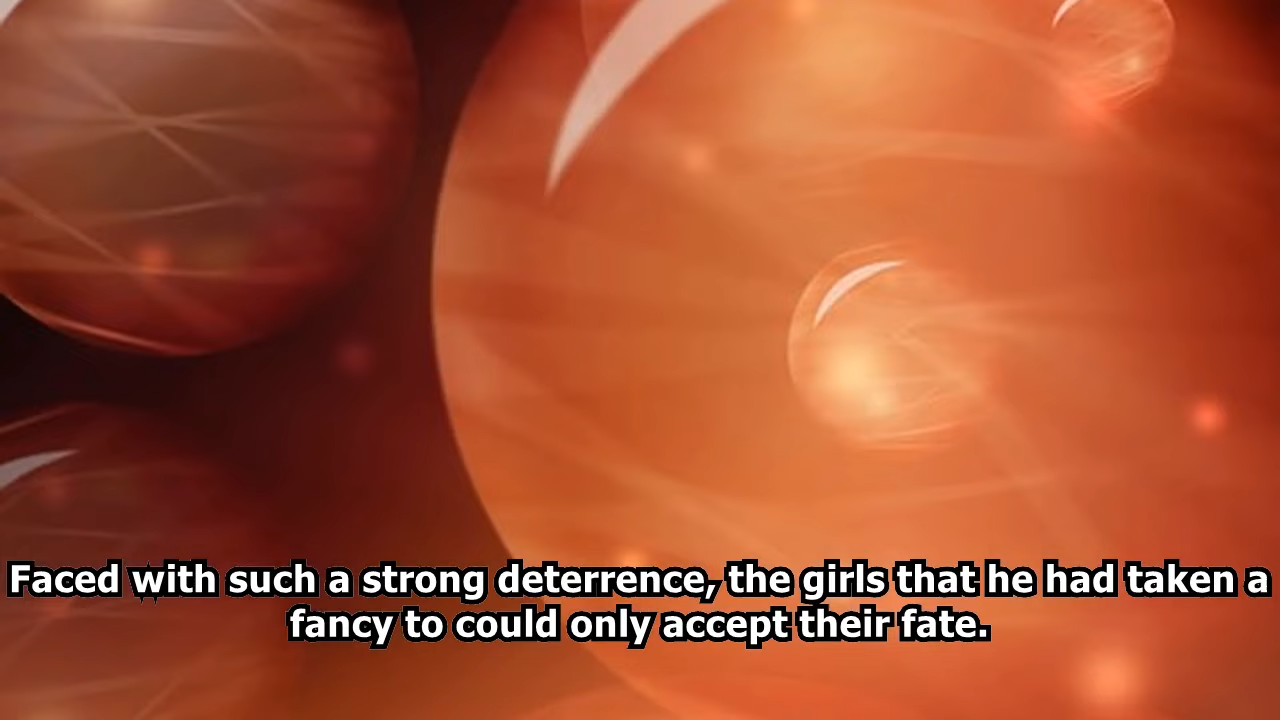 Faced with such a strong deterrence, the girls that he had taken a
fancy to could only accept their fate.